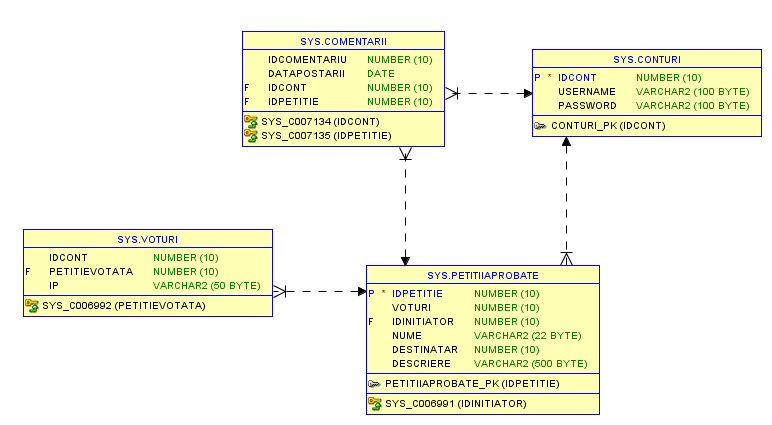 SYS.COMENTARII
IDCOMENTARIU NUMBER (10)
DATAPOSTARII DATE
F IDCONT NUMBER (10)
F IDPETITIE NUMBER (10)
SYS_C007134 (IDCONT)
SYS_C007135 (IDPETITIE)
SYS.CONTURI
P * IDCONT NUMBER (10)
USERNAME VARCHAR2 (100 BYTE)
PASSWORD VARCHAR2 (100 BYTE)
CONTURI_PK (IDCONT)
SYS.VOTURI
IDCONT NUMBER (10)
F PETITIEVOTATA NUMBER (10)
IP VARCHAR2 (50 BYTE)
SYS_C006992 (PETITIEVOTATA)
SYS.PETITIIAPROBATE
P * IDPETITIE NUMBER (10)
VOTURI NUMBER (10)
F IDINITIATOR NUMBER (10)
NUME VARCHAR2 (22 BYTE)
DESTINATAR NUMBER (10)
DESCRIERE VARCHAR2 (500 BYTE)
PETITIIAPROBATE_PK (IDPETITIE)
SYS_C006991 (IDINITIATOR)